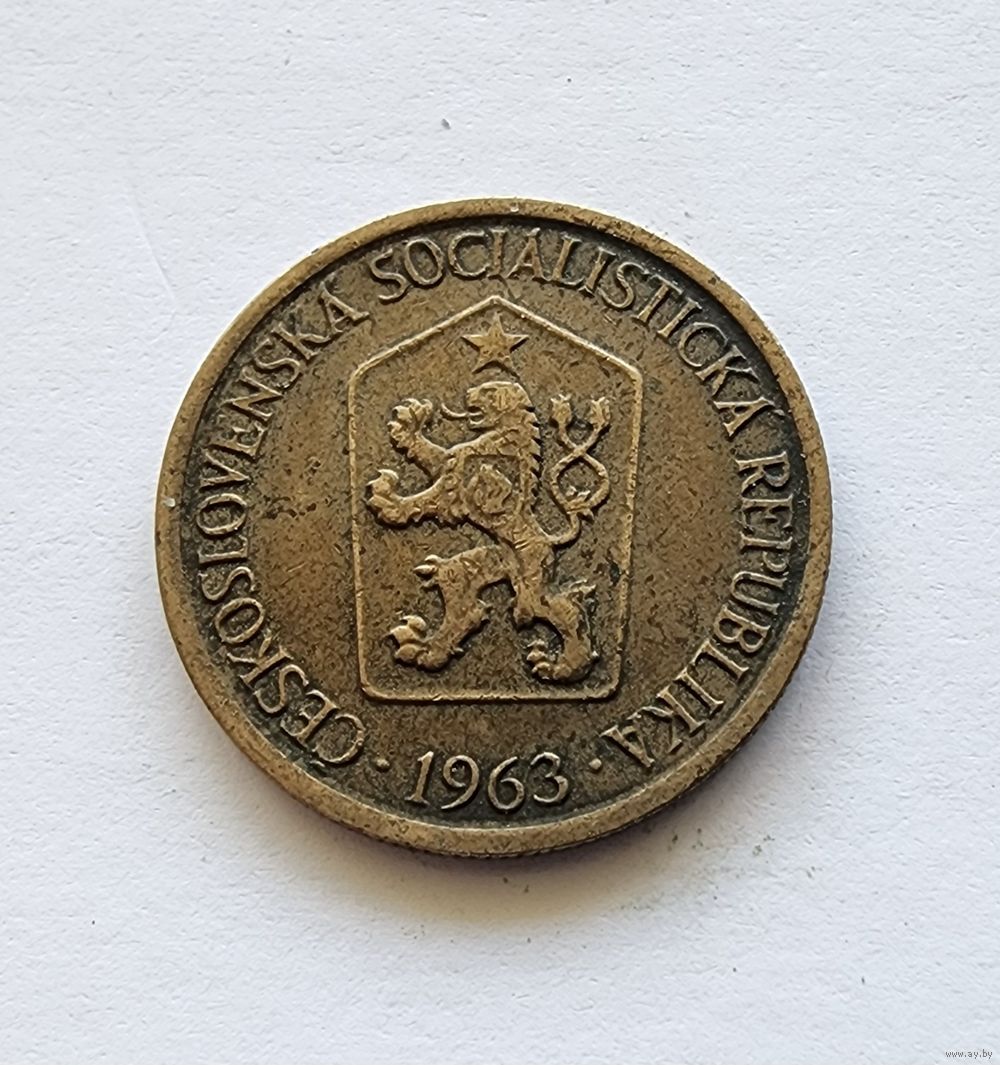 ČESKOSLOVENSKÁ SOCIALISTICKÁ REPUBLIKA
· 1963 ·
www.ay.by